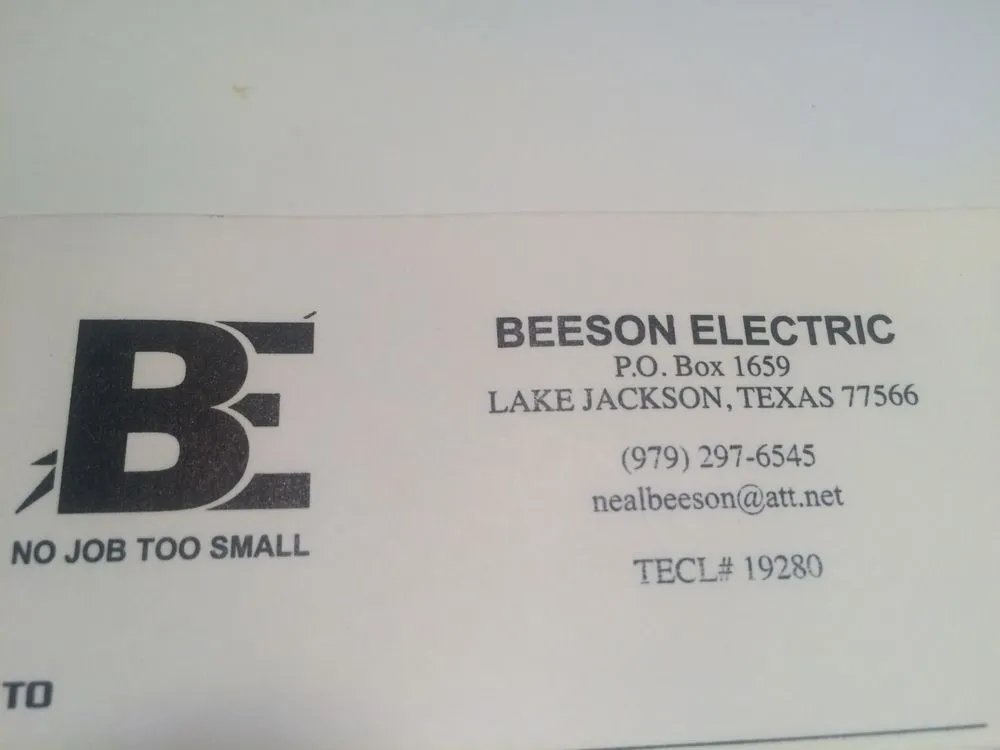 BE
NO JOB TOO SMALL
BEESON ELECTRIC
P.O. Box 1659
LAKE JACKSON, TEXAS 77566
(979) 297-6545
nealbeeson@att.net
TECL# 19280
TO